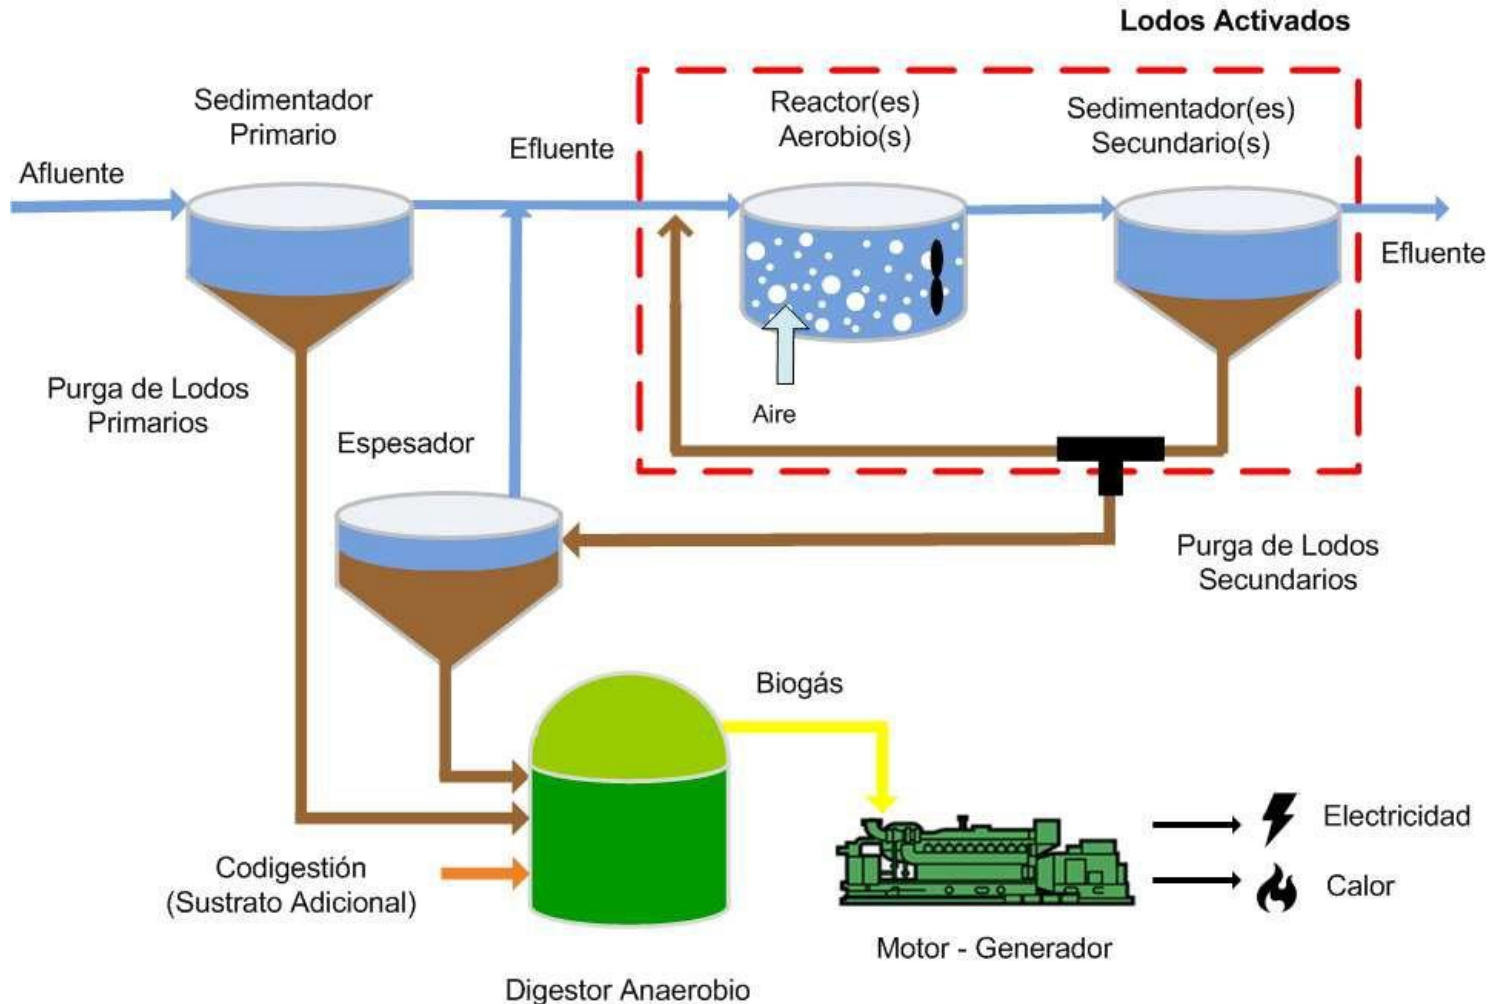 Lodos Activados
Sedimentador
Primario
Reactor(es)
Aerobio(s)
Sedimentador(es)
Secundario(s)
Afluente
Efluente
Efluente
Purga de Lodos
Primarios
Aire
Espesador
Purga de Lodos
Secundarios
Biogás
Codigestión
(Sustrato Adicional)
Electricidad
Calor
Motor - Generador
Digestor Anaerobio